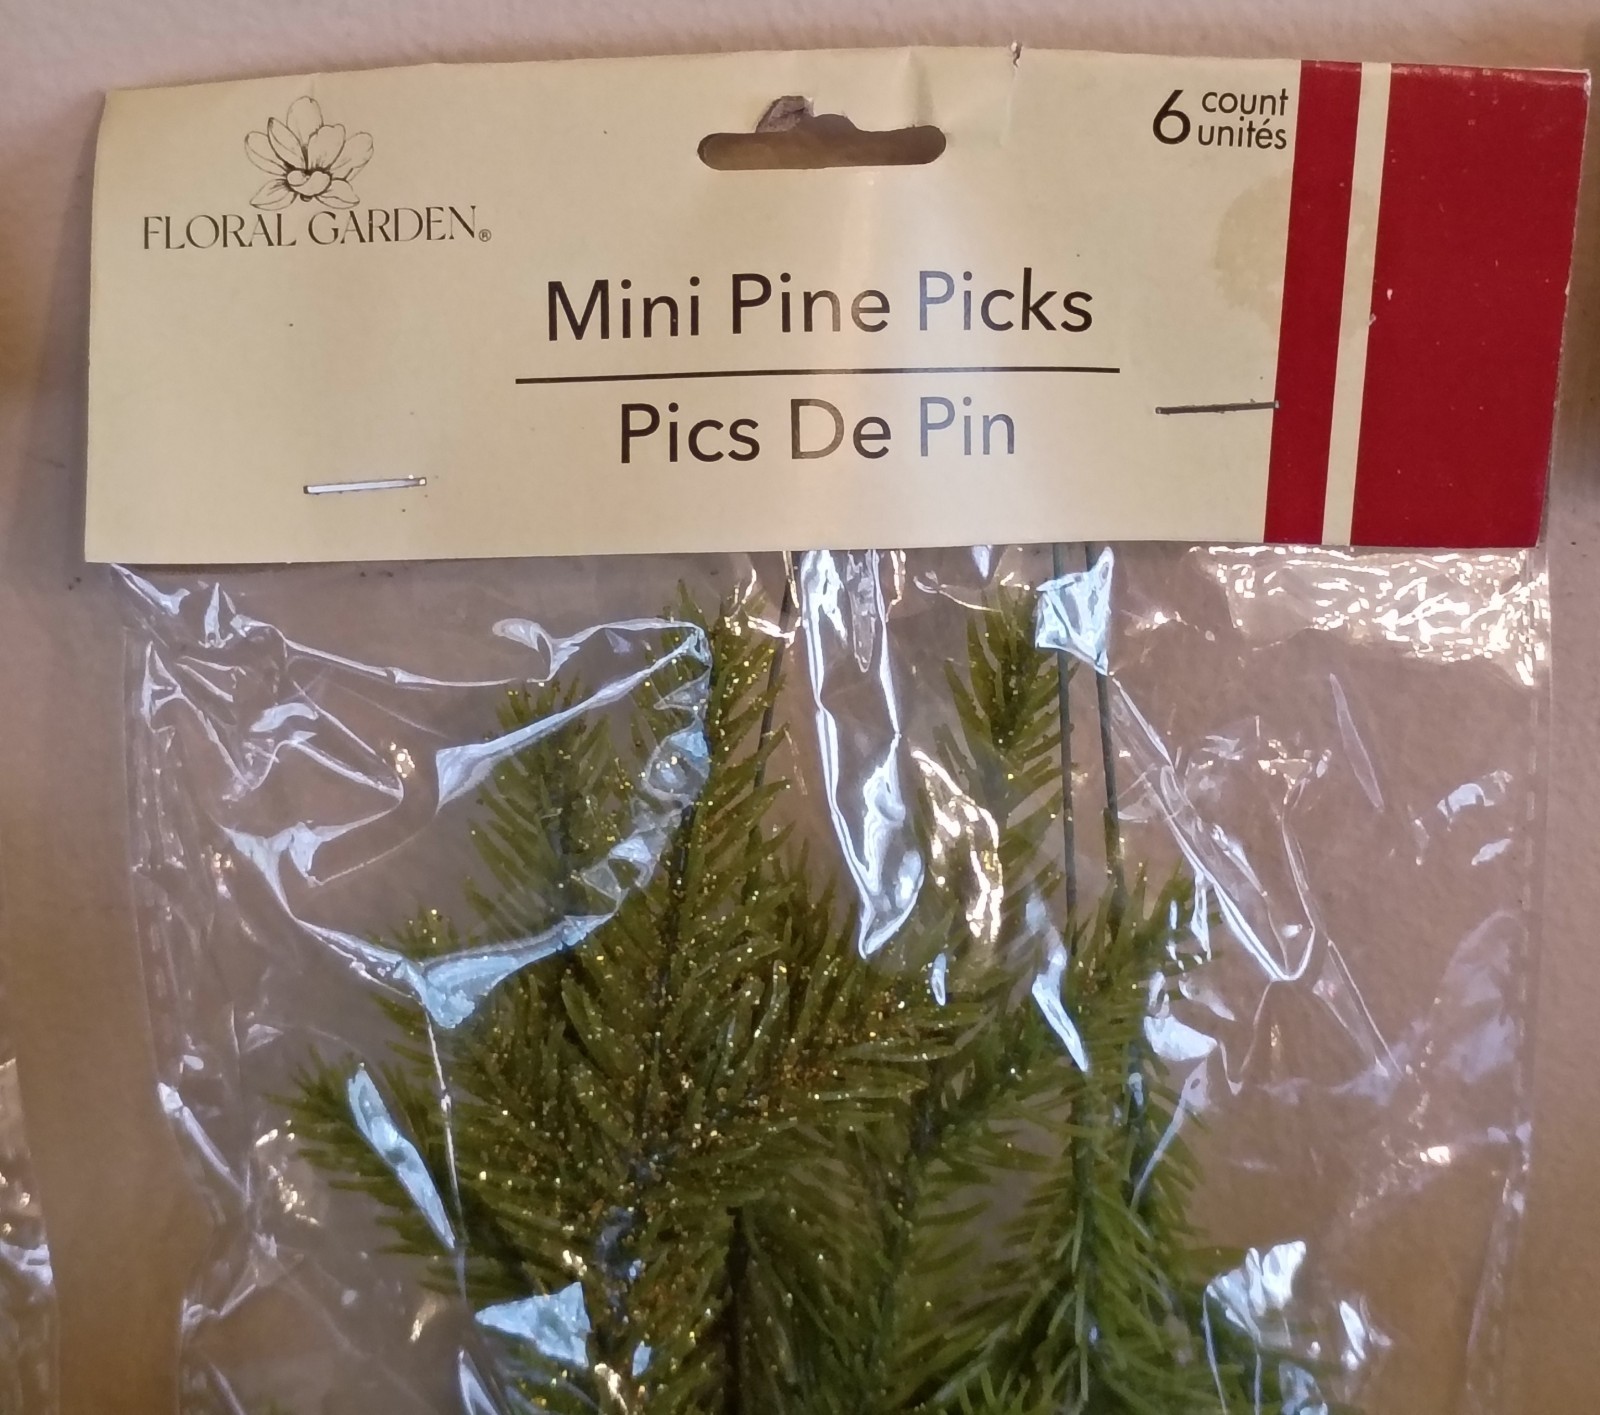 FLORAL GARDEN®
6 count
unités
Mini Pine Picks
Pics De Pin